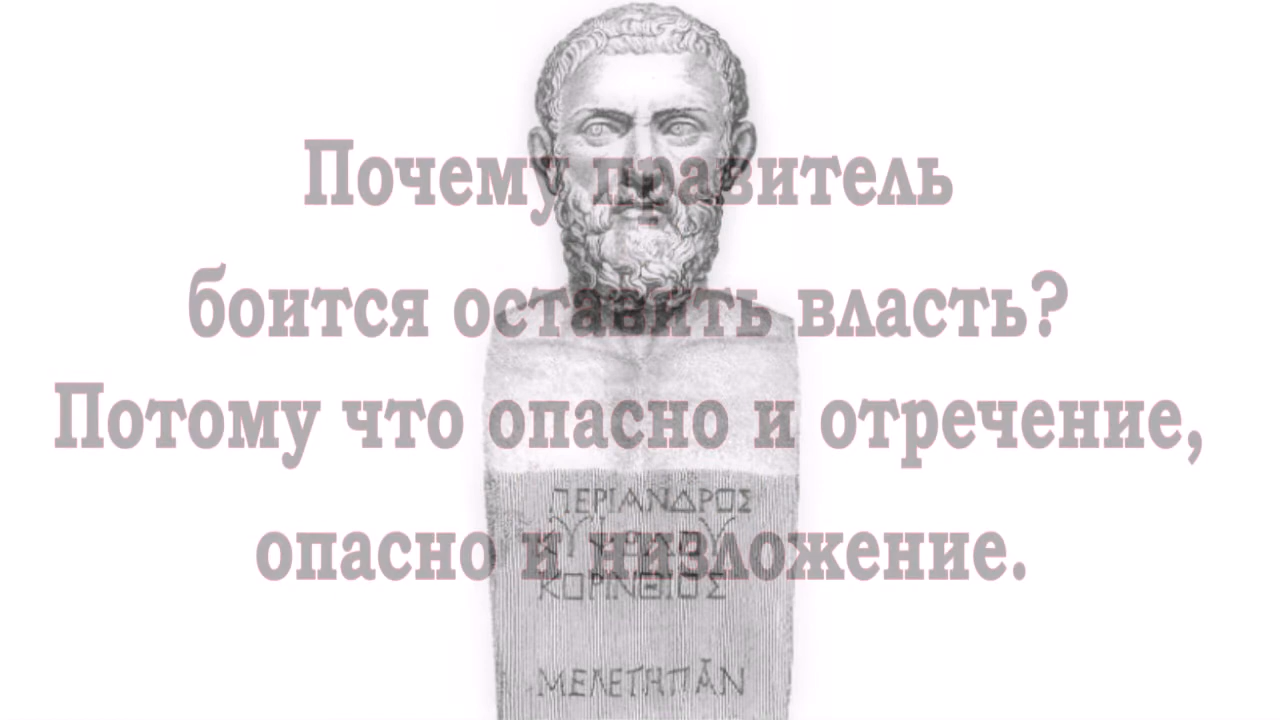 Почему правитель
боится оставить власть?
Потому что опасно и отречение,
ΠΕΡΙΑΝΔΡΟΣ
опасно и низложение.
ΚΟΡΙΝΘΙΟΣ
ΜΕΛΕΤΗΠΑΝ